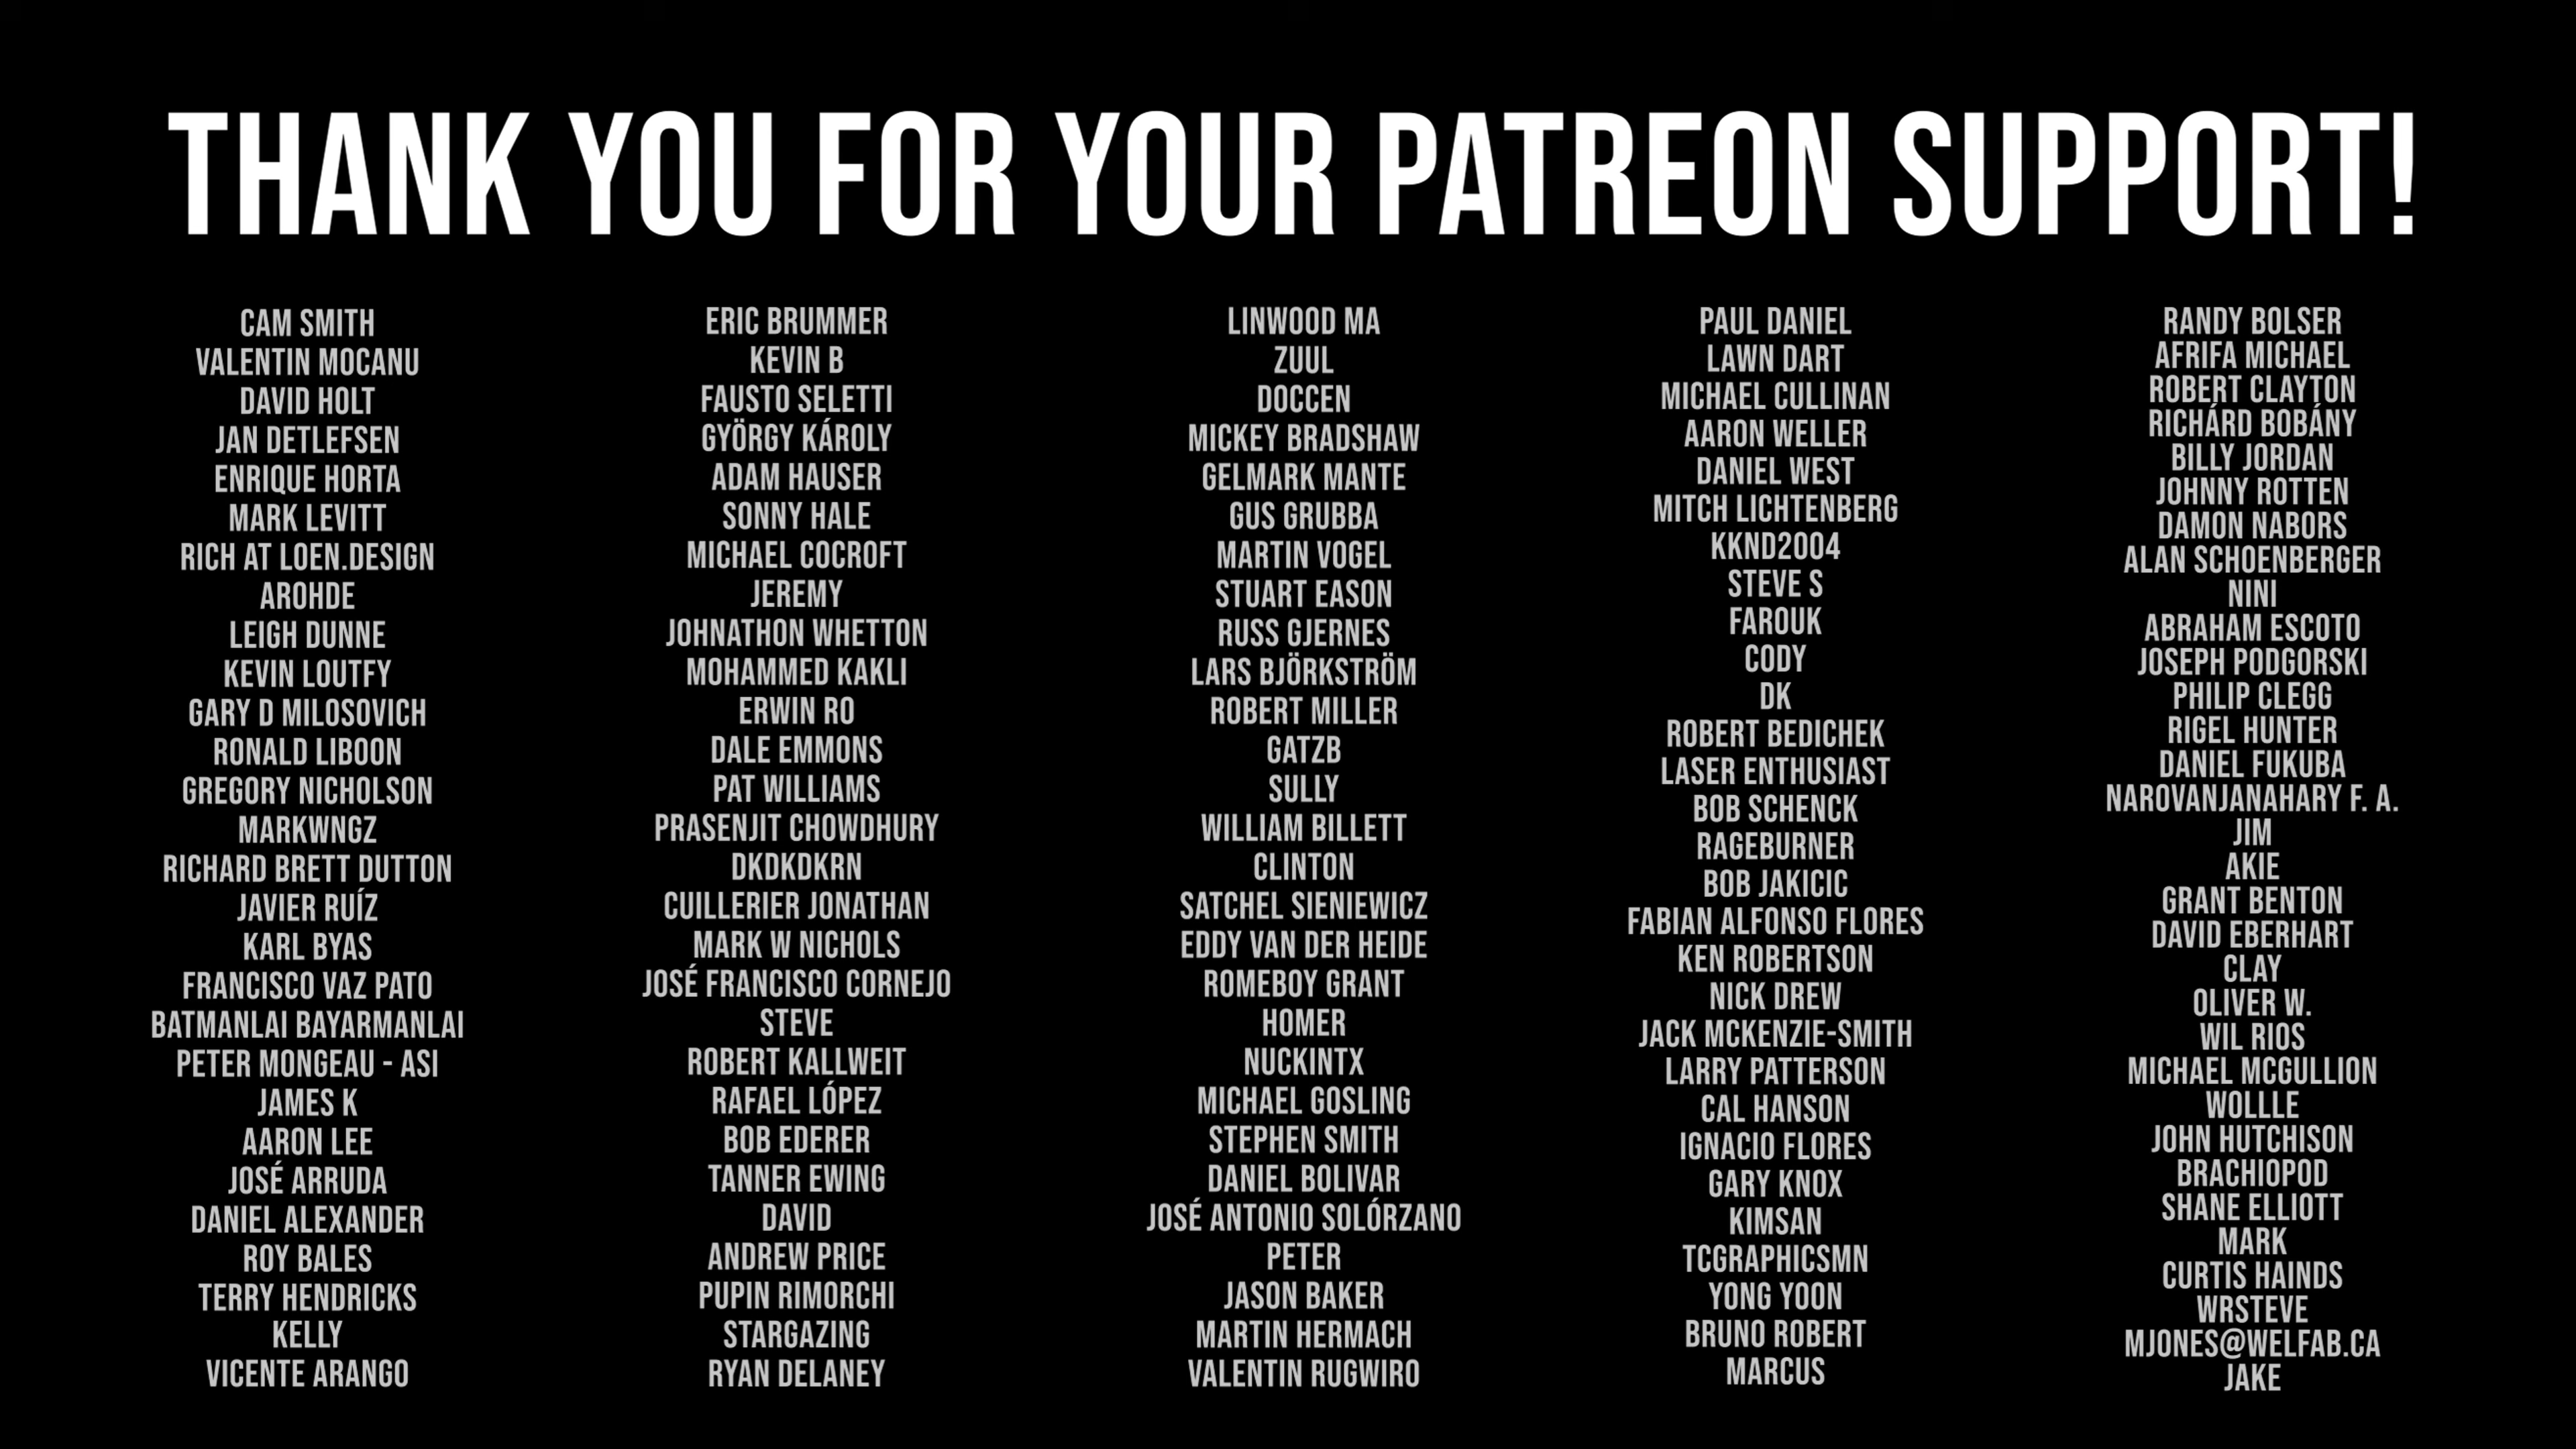 THANK YOU FOR YOUR PATREON SUPPORT!
CAM SMITH
VALENTIN MOCANU
DAVID HOLT
JAN DETLEFSEN
ENRIQUE HORTA
MARK LEVITT
RICH AT LOEN.DESIGN
AROHDE
LEIGH DUNNE
KEVIN LOUTFY
GARY D MILOSOVICH
RONALD LIBOON
GREGORY NICHOLSON
MARKWNGZ
RICHARD BRETT DUTTON
JAVIER RUÍZ
KARL BYAS
FRANCISCO VAZ PATO
BATMANLAI BAYARMANLAI
PETER MONGEAU - ASI
JAMES K
AARON LEE
JOSÉ ARRUDA
DANIEL ALEXANDER
ROY BALES
TERRY HENDRICKS
KELLY
VICENTE ARANGO
ERIC BRUMMER
KEVIN B
FAUSTO SELETTI
GYÖRGY KÁROLY
ADAM HAUSER
SONNY HALE
MICHAEL COCROFT
JEREMY
JOHNATHON WHETTON
MOHAMMED KAKLI
ERWIN RO
DALE EMMONS
PAT WILLIAMS
PRASENJIT CHOWDHURY
DKDKDKRN
CUILLERIER JONATHAN
MARK W NICHOLS
JOSÉ FRANCISCO CORNEJO
STEVE
ROBERT KALLWEIT
RAFAEL LÓPEZ
BOB EDERER
TANNER EWING
DAVID
ANDREW PRICE
PUPIN RIMORCHI
STARGAZING
RYAN DELANEY
LINWOOD MA
ZUUL
DOCCEN
MICKEY BRADSHAW
GELMARK MANTE
GUS GRUBBA
MARTIN VOGEL
STUART EASON
RUSS GJERNES
LARS BJÖRKSTRÖM
ROBERT MILLER
GATZB
SULLY
WILLIAM BILLETT
CLINTON
SATCHEL SIENIEWICZ
EDDY VAN DER HEIDE
ROMEBOY GRANT
HOMER
NUCKINTX
MICHAEL GOSLING
STEPHEN SMITH
DANIEL BOLIVAR
JOSÉ ANTONIO SOLÓRZANO
PETER
JASON BAKER
MARTIN HERMACH
VALENTIN RUGWIRO
PAUL DANIEL
LAWN DART
MICHAEL CULLINAN
AARON WELLER
DANIEL WEST
MITCH LICHTENBERG
KKND2004
STEVE S
FAROUK
CODY
DK
ROBERT BEDICHEK
LASER ENTHUSIAST
BOB SCHENCK
RAGEBURNER
BOB JAKICIC
FABIAN ALFONSO FLORES
KEN ROBERTSON
NICK DREW
JACK MCKENZIE-SMITH
LARRY PATTERSON
CAL HANSON
IGNACIO FLORES
GARY KNOX
KIMSAN
TCGRAPHICSMN
YONG YOON
BRUNO ROBERT
MARCUS
RANDY BOLSER
AFRIFA MICHAEL
ROBERT CLAYTON
RICHÁRD BOBÁNY
BILLY JORDAN
JOHNNY ROTTEN
DAMON NABORS
ALAN SCHOENBERGER
NINI
ABRAHAM ESCOTO
JOSEPH PODGORSKI
PHILIP CLEGG
RIGEL HUNTER
DANIEL FUKUBA
NAROVANJANAHARY F. A.
JIM
AKIE
GRANT BENTON
DAVID EBERHART
CLAY
OLIVER W.
WIL RIOS
MICHAEL MCGULLION
WOLLLE
JOHN HUTCHISON
BRACHIOPOD
SHANE ELLIOTT
MARK
CURTIS HAINDS
WRSTEVE
MJONES@WELFAB.CA
JAKE